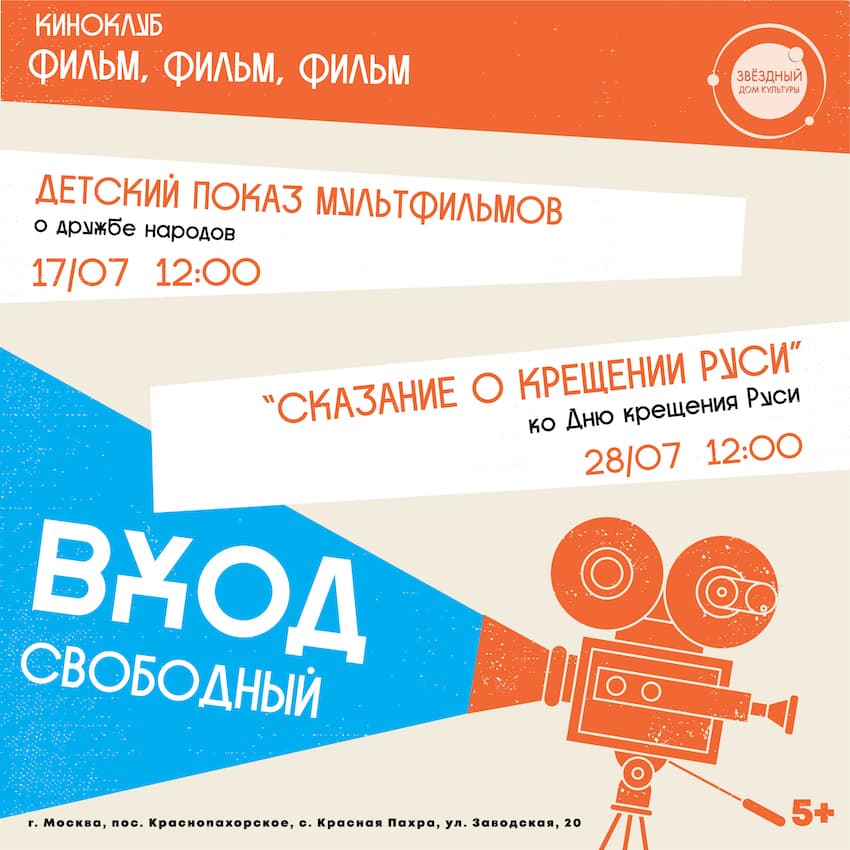 КИНОКЛУБ
ФИЛЬМ, ФИЛЬМ, ФИЛЬМ
ЗВЁЗДНЫЙ
ДОМ КУЛЬТУРЫ
ДЕТСКИЙ ПОКАЗ МУЛЬТФИЛЬМОВ
о дружбе народов
17/07 12:00
“СКАЗАНИЕ О КРЕЩЕНИИ РУСИ”
ко Дню крещения Руси
28/07 12:00
ВХОД
СВОБОДНЫЙ
5+
г. Москва, пос. Краснопахорское, с. Красная Пахра, ул. Заводская, 20